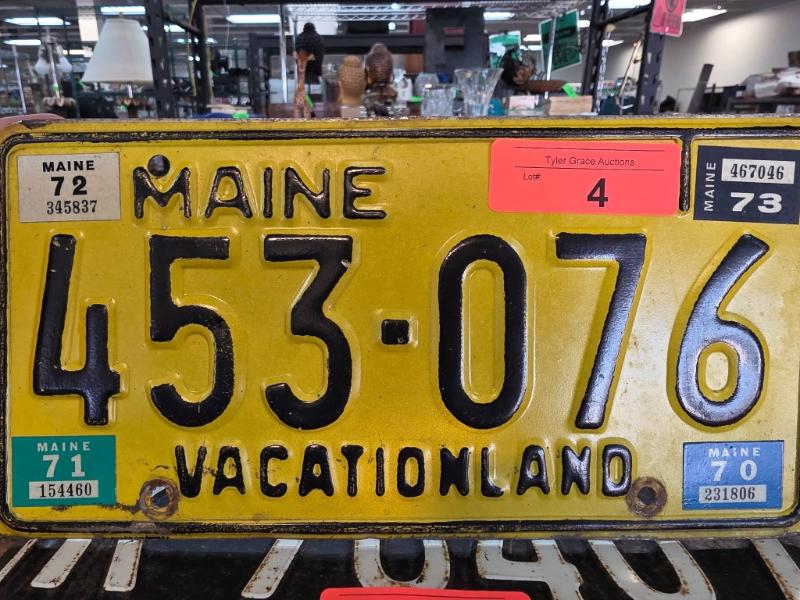 MAINE
72
345837
MAINE
Tyler Grace Auctions
Lot#:
4
MAINE
467046
73
453-076
MAINE
71
154460
VACATIONLAND
MAINE
70
231806